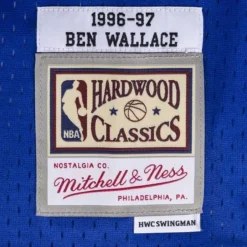 1996-97
BEN WALLACE
HARDWOOD
NBA
CLASSICS
NOSTALGIA CO.
Mitchell & Ness
PHILADELPHIA, PA.
HWC SWINGMAN